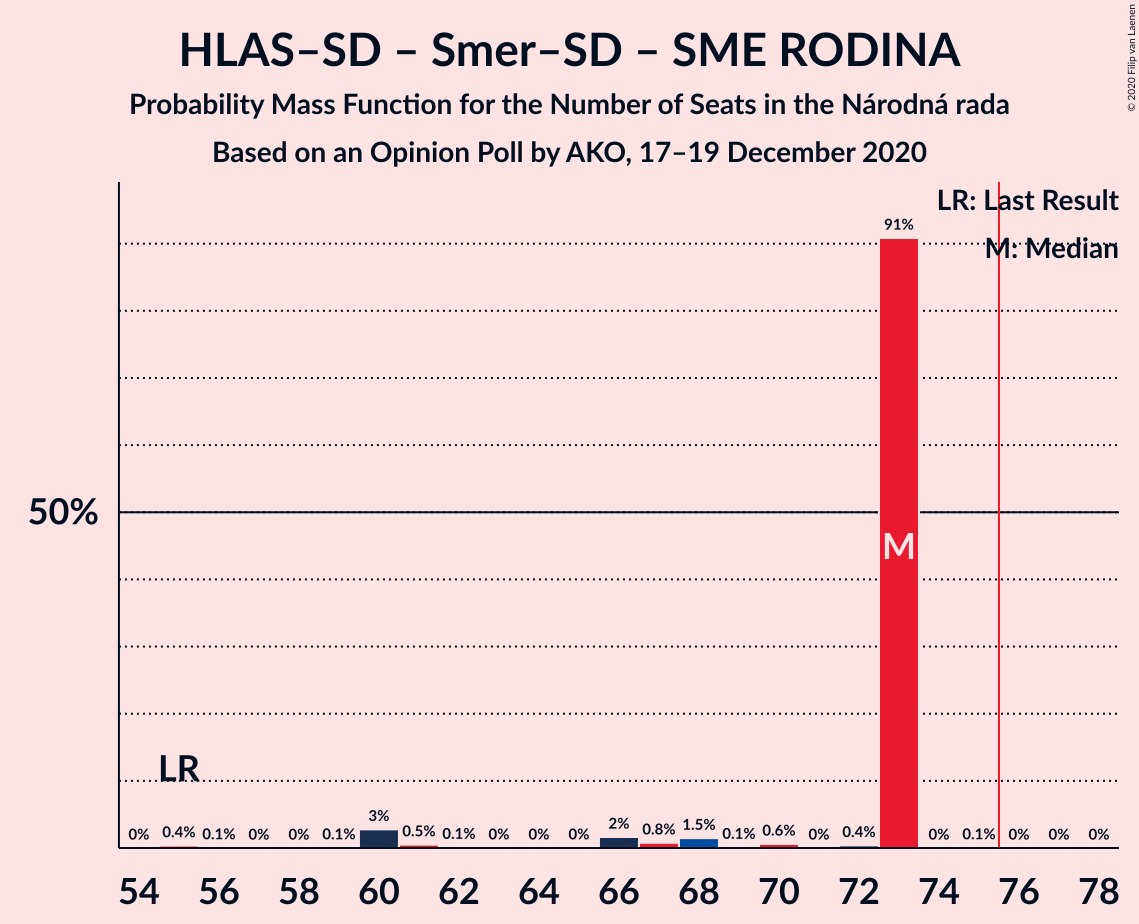 HLAS–SD – Smer–SD – SME RODINA
Probability Mass Function for the Number of Seats in the Národná rada
Based on an Opinion Poll by AKO, 17–19 December 2020
© 2020 Filip van Laenen
LR: Last Result
M: Median
91%
50%
M
LR
0% 0.4% 0.1% 0% 0% 0.1% 3% 0.5% 0.1% 0% 0% 0% 2% 0.8% 1.5% 0.1% 0.6% 0% 0.4% 0% 0.1% 0% 0% 0%
54 56 58 60 62 64 66 68 70 72 74 76 78